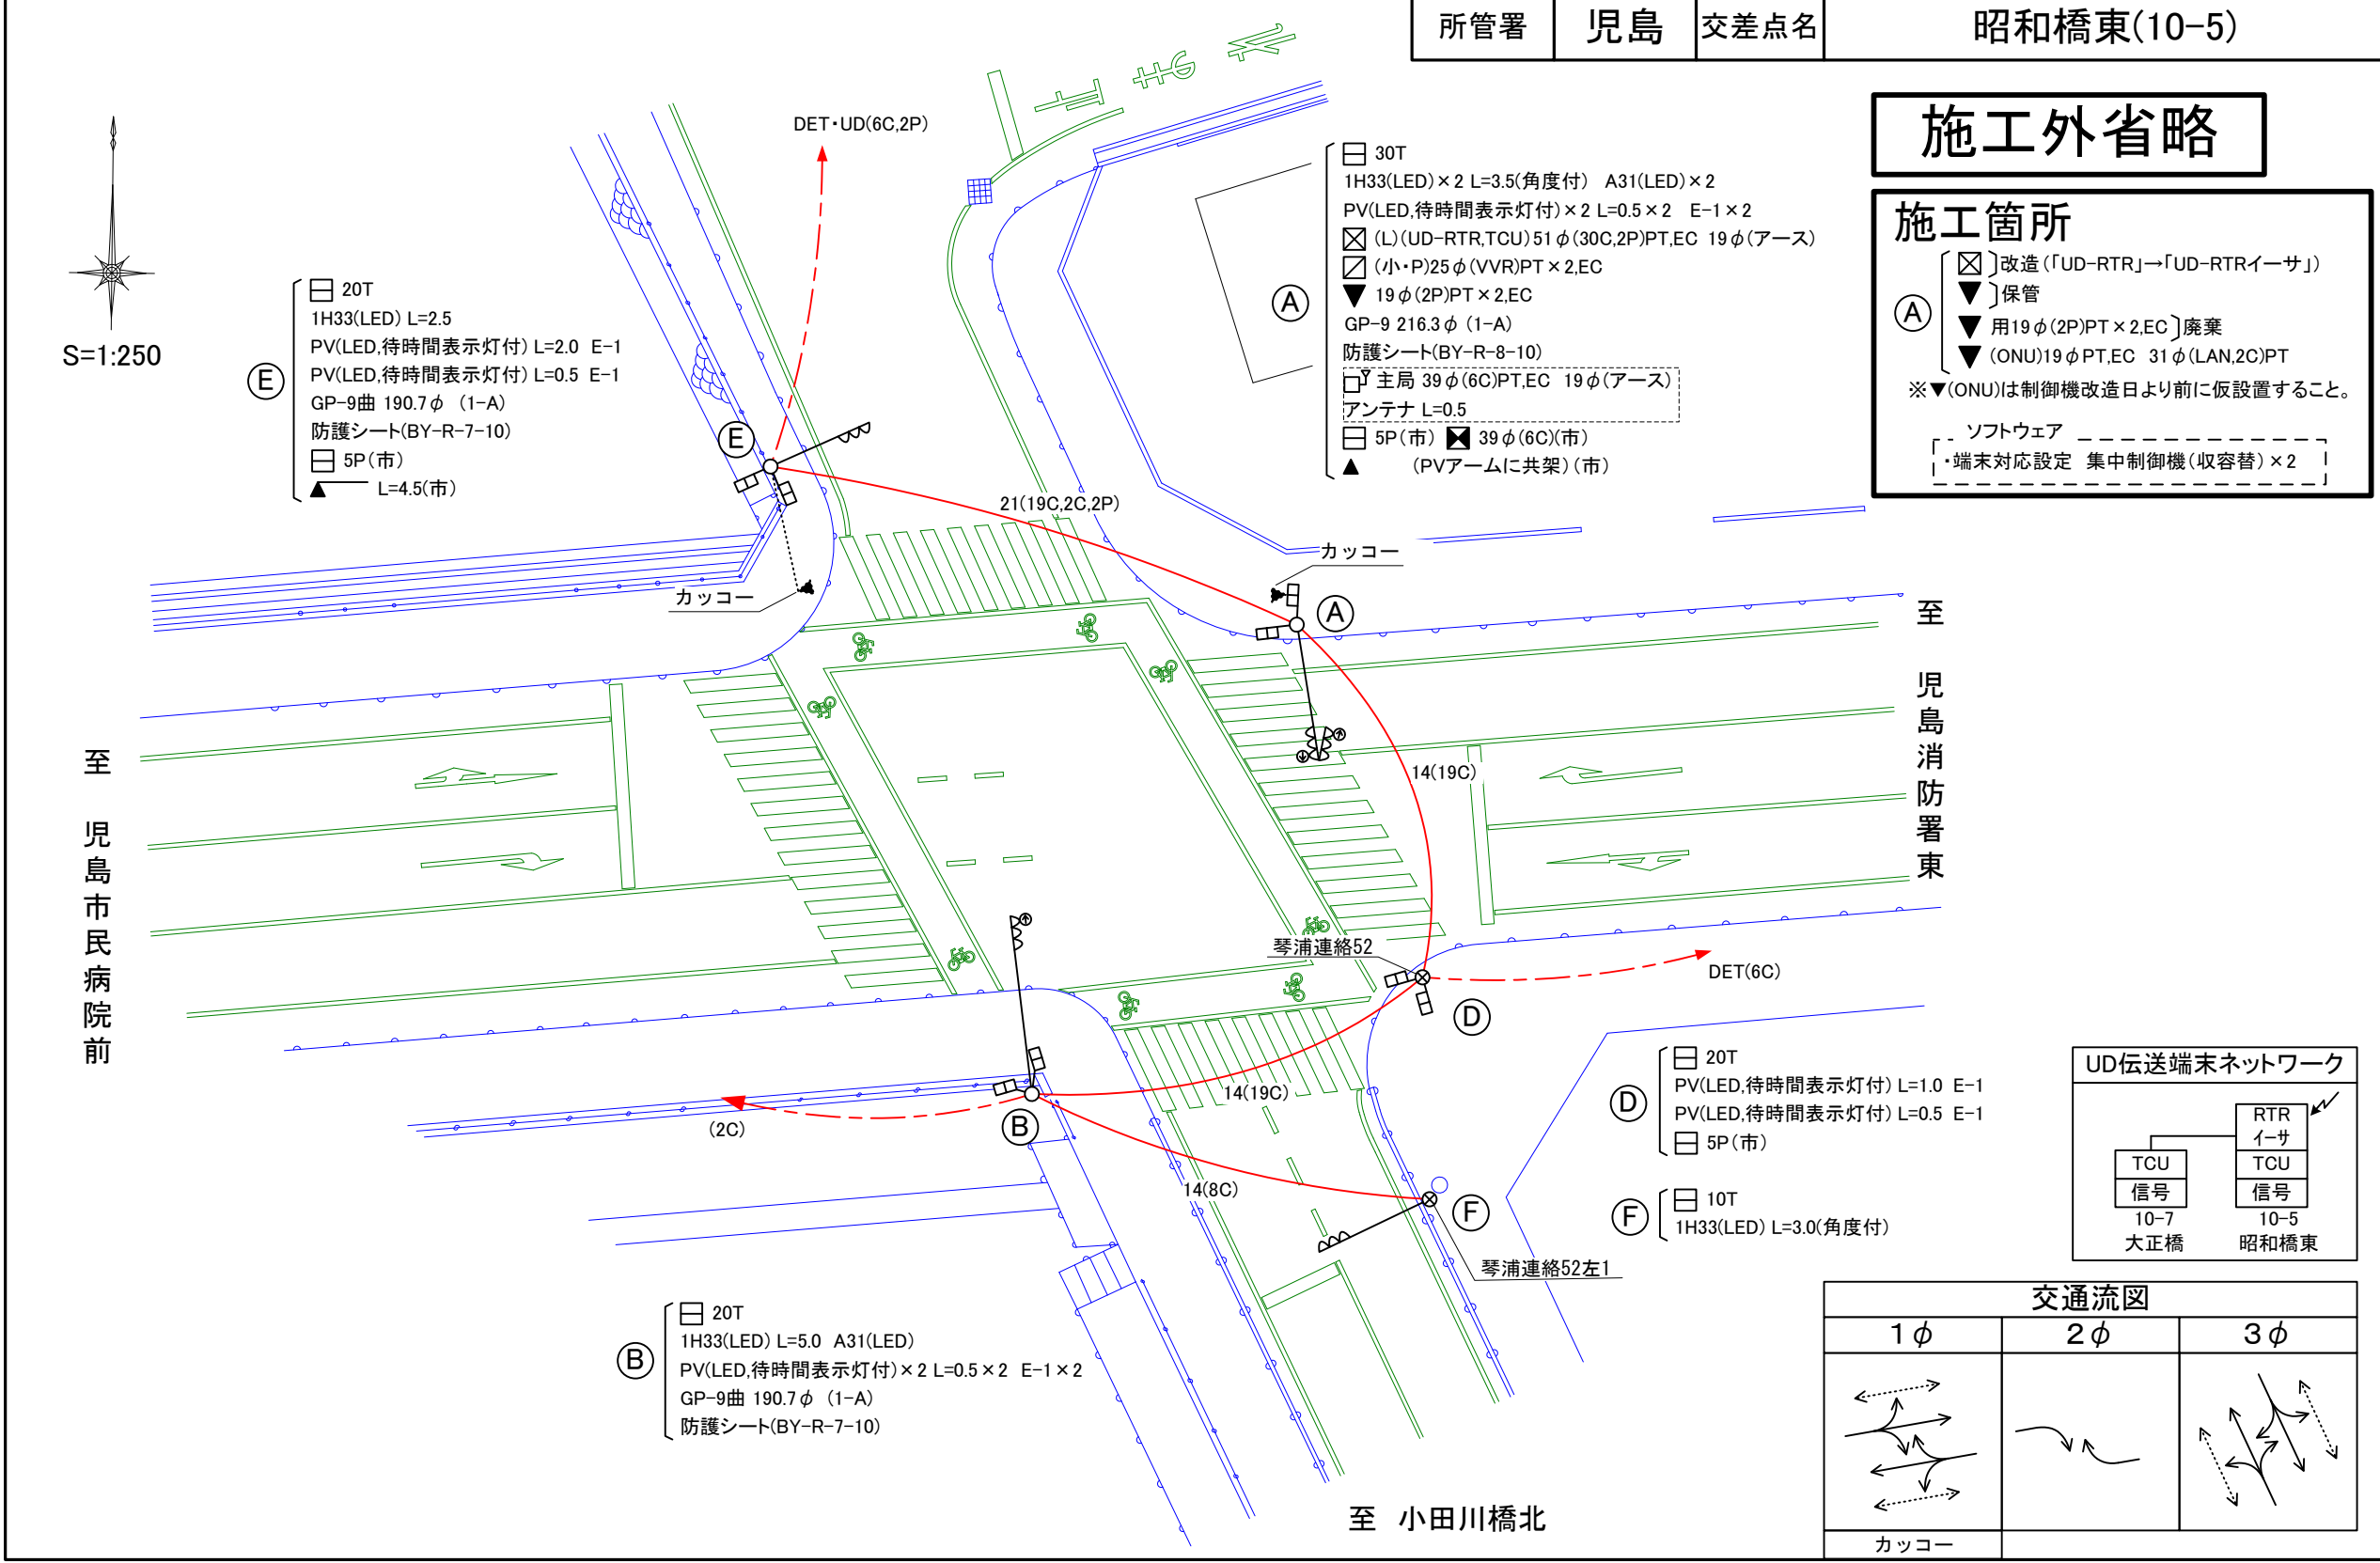 所管署 児島 交差点名 昭和橋東(10-5)
施工外省略
施工箇所
Ⓐ
改造(「UD-RTR」→「UD-RTRイーサ」)
▼ 保管
▼ 用19φ(2P)PT×2,EC 廃棄
▼ (ONU)19φPT,EC 31φ(LAN,2C)PT
※▼(ONU)は制御機改造日より前に仮設置すること。
ソフトウェア
・端末対応設定 集中制御機(収容替)×2
S=1:250
DET・UD(6C,2P)
Ⓐ
30T
1H33(LED)×2 L=3.5(角度付) A31(LED)×2
PV(LED,待時間表示灯付)×2 L=0.5×2 E-1×2
(L)(UD-RTR,TCU)51φ(30C,2P)PT,EC 19φ(アース)
(小・P)25φ(VVR)PT×2,EC
▼ 19φ(2P)PT×2,EC
GP-9 216.3φ (1-A)
防護シート(BY-R-8-10)
主局 39φ(6C)PT,EC 19φ(アース)
アンテナ L=0.5
5P(市) 39φ(6C)(市)
▲ (PVアームに共架)(市)
Ⓔ
20T
1H33(LED) L=2.5
PV(LED,待時間表示灯付) L=2.0 E-1
PV(LED,待時間表示灯付) L=0.5 E-1
GP-9曲 190.7φ (1-A)
防護シート(BY-R-7-10)
5P(市)
▲ L=4.5(市)
Ⓔ
21(19C,2C,2P)
カッコー
カッコー
Ⓐ
14(19C)
至 児島消防署東
至 児島市民病院前
琴浦連絡52
DET(6C)
Ⓓ
14(19C)
(2C)
Ⓑ
14(8C)
Ⓕ
琴浦連絡52左1
Ⓓ
20T
PV(LED,待時間表示灯付) L=1.0 E-1
PV(LED,待時間表示灯付) L=0.5 E-1
5P(市)
Ⓕ
10T
1H33(LED) L=3.0(角度付)
Ⓑ
20T
1H33(LED) L=5.0 A31(LED)
PV(LED,待時間表示灯付)×2 L=0.5×2 E-1×2
GP-9曲 190.7φ (1-A)
防護シート(BY-R-7-10)
至 小田川橋北
UD伝送端末ネットワーク
RTR
イーサ
TCU TCU
信号 信号
10-7 10-5
大正橋 昭和橋東
交通流図
1φ 2φ 3φ
カッコー